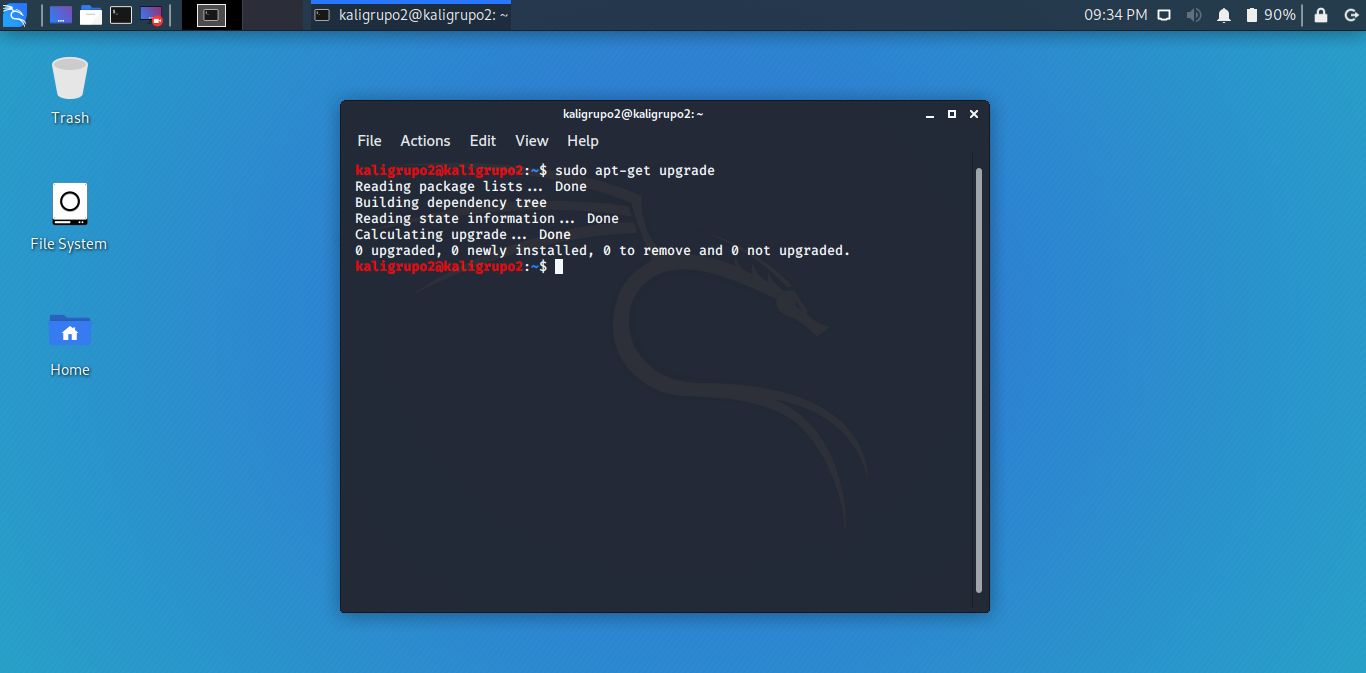 kaligrupo2@kaligrupo2: ~
09:34 PM
90%
Trash
File System
Home
kaligrupo2@kaligrupo2: ~
File Actions Edit View Help
kaligrupo2@kaligrupo2:~$ sudo apt-get upgrade
Reading package lists... Done
Building dependency tree
Reading state information... Done
Calculating upgrade... Done
0 upgraded, 0 newly installed, 0 to remove and 0 not upgraded.
kaligrupo2@kaligrupo2:~$